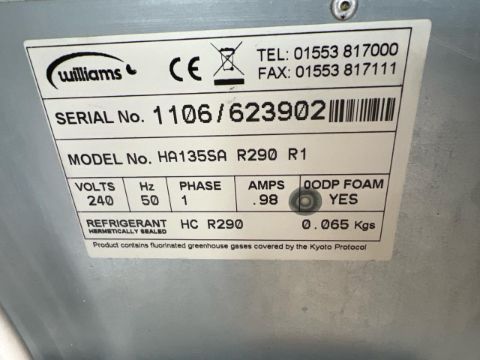 williams
CE
TEL: 01553 817000
FAX: 01553 817111
SERIAL No. 1106/623902
MODEL No. HA135SA R290 R1
VOLTS Hz PHASE AMPS 0ODP FOAM
240 50 1 .98 YES
REFRIGERANT HC R290 0.065 Kgs
HERMETICALLY SEALED
Product contains fluorinated greenhouse gases covered by the Kyoto Protocol